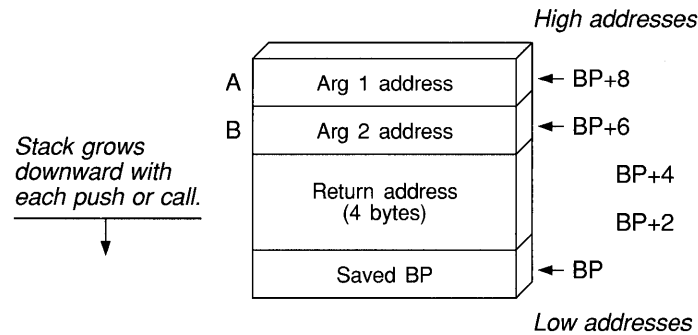 High addresses
A
Arg 1 address
BP+8
B
Arg 2 address
BP+6
Stack grows
downward with
each push or call.
Return address
(4 bytes)
BP+4
BP+2
Saved BP
BP
Low addresses